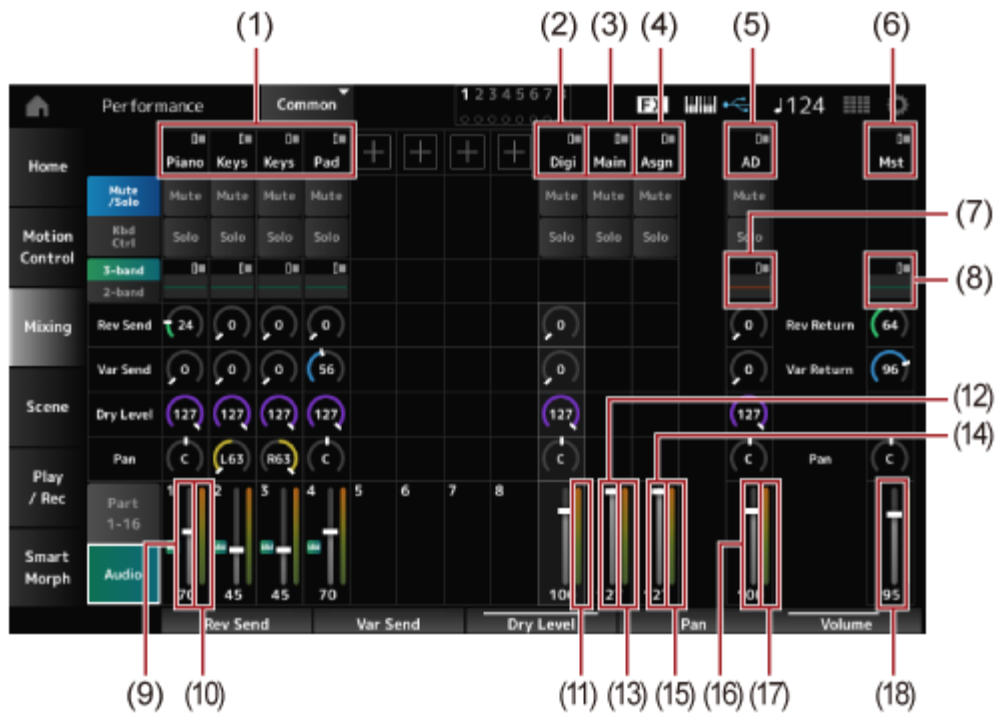 (1) (2) (3) (4) (5) (6)
Performance Common 1 2 3 4 5 6 7 ♩124
Home Piano Keys Keys Pad + + + + Digi Main Asgn AD Mst
Mute /Solo Mute Mute Mute Mute Mute Mute Mute Mute
(7)
Motion Control Kbd Ctrl Solo Solo Solo Solo Solo Solo Solo
3-band
2-band
(8)
Mixing Rev Send 24 0 0 0 0 0 Rev Return 64
Var Send 0 0 0 56 0 0 Var Return 96
(12)
Scene Dry Level 127 127 127 127 127 127
(14)
Pan C L63 R63 C C C Pan C
Play / Rec Part 1-16 1 2 3 4 5 6 7 8
Smart Morph Audio
(9) (16)
70 45 45 70 95
Rev Send Var Send Dry Level Pan Volume
(10) (11) (13) (15) (17) (18)